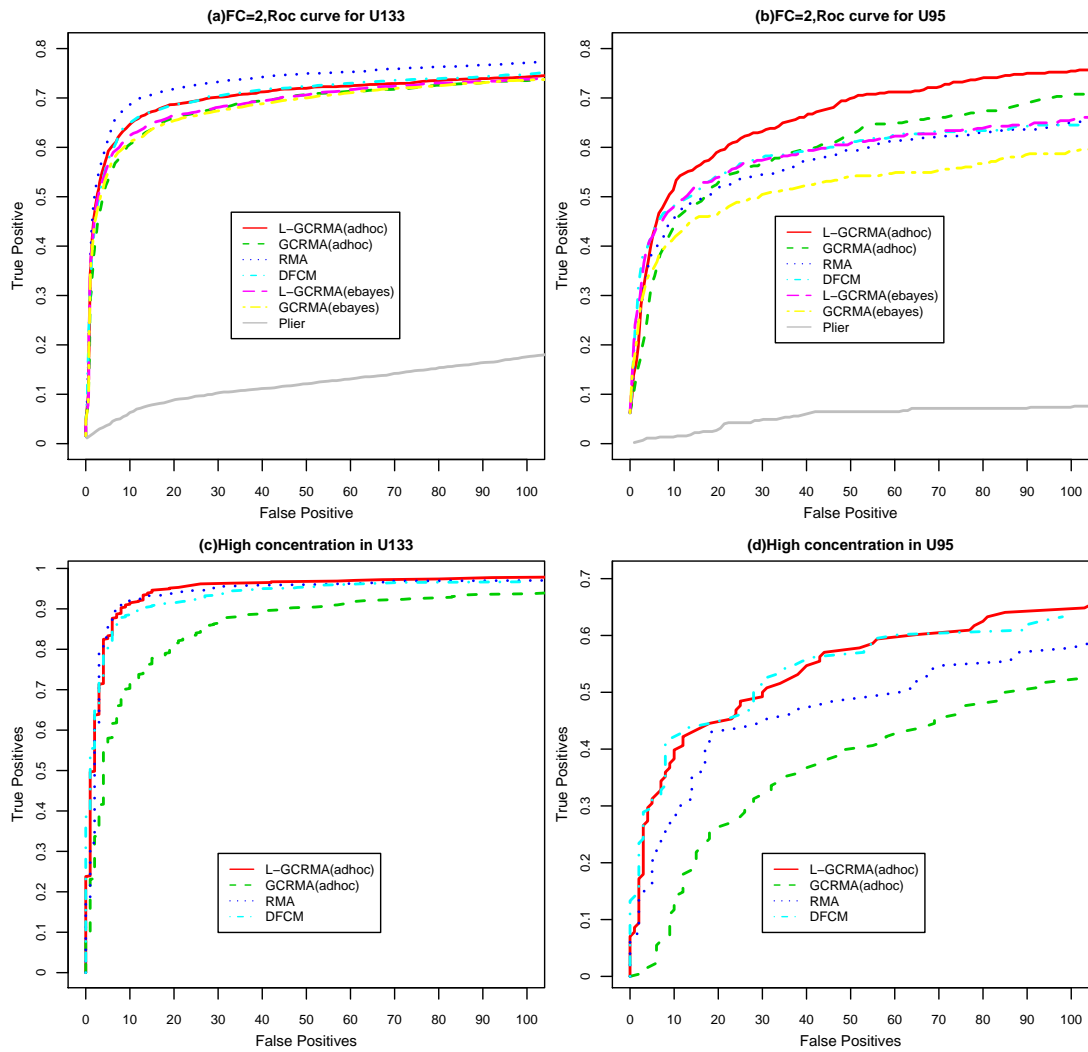 (a)FC=2,Roc curve for U133
True Positive
0 0.1 0.2 0.3 0.4 0.5 0.6 0.7 0.8
L-GCRMA(adhoc)
GCRMA(adhoc)
RMA
DFCM
L-GCRMA(ebayes)
GCRMA(ebayes)
Plier
0 10 20 30 40 50 60 70 80 90 100
False Positive
(b)FC=2,Roc curve for U95
True Positive
0 0.1 0.2 0.3 0.4 0.5 0.6 0.7 0.8
L-GCRMA(adhoc)
GCRMA(adhoc)
RMA
DFCM
L-GCRMA(ebayes)
GCRMA(ebayes)
Plier
0 10 20 30 40 50 60 70 80 90 100
False Positive
(c)High concentration in U133
True Positives
0 0.1 0.2 0.3 0.4 0.5 0.6 0.7 0.8 0.9 1
L-GCRMA(adhoc)
GCRMA(adhoc)
RMA
DFCM
0 10 20 30 40 50 60 70 80 90 100
False Positives
(d)High concentration in U95
True Positives
0 0.1 0.2 0.3 0.4 0.5 0.6 0.7
L-GCRMA(adhoc)
GCRMA(adhoc)
RMA
DFCM
0 10 20 30 40 50 60 70 80 90 100
False Positives